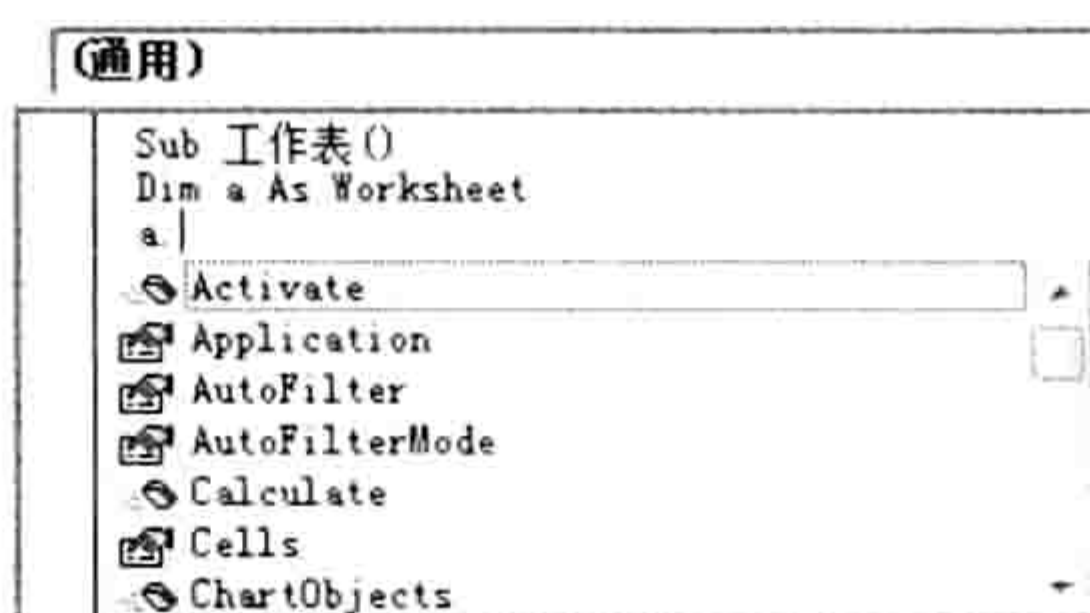 (通用)
Sub 工作表()
Dim a As Worksheet
a.
Activate
Application
AutoFilter
AutoFilterMode
Calculate
Cells
ChartObjects